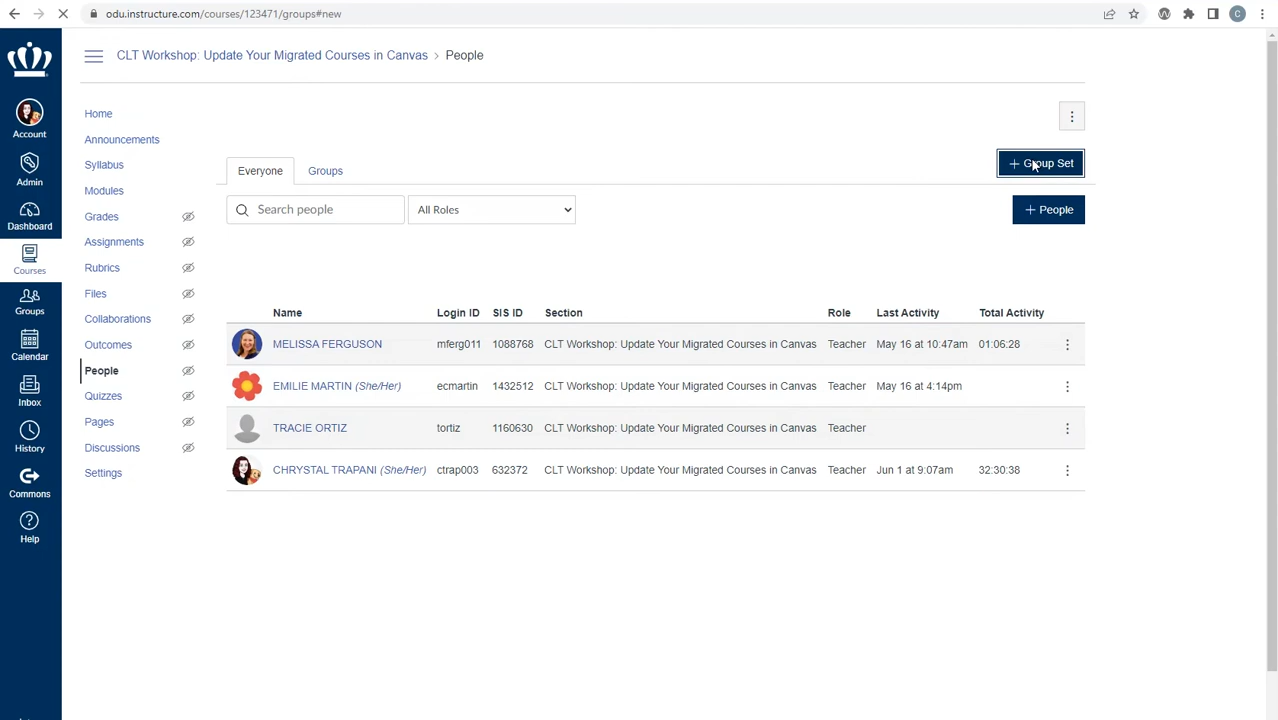 odu.instructure.com/courses/123471/groups#new
C
CLT Workshop: Update Your Migrated Courses in Canvas > People
Account
Admin
Dashboard
Courses
Groups
Calendar
Inbox
History
Commons
Help
Home
Announcements
Syllabus
Modules
Grades
Assignments
Rubrics
Files
Collaborations
Outcomes
People
Quizzes
Pages
Discussions
Settings
+ Group Set
Everyone Groups
Search people All Roles + People
Name Login ID SIS ID Section Role Last Activity Total Activity
MELISSA FERGUSON mferg011 1088768 CLT Workshop: Update Your Migrated Courses in Canvas Teacher May 16 at 10:47am 01:06:28
EMILIE MARTIN (She/Her) ecmartin 1432512 CLT Workshop: Update Your Migrated Courses in Canvas Teacher May 16 at 4:14pm
TRACIE ORTIZ tortiz 1160630 CLT Workshop: Update Your Migrated Courses in Canvas Teacher
CHRYSTAL TRAPANI (She/Her) ctrap003 632372 CLT Workshop: Update Your Migrated Courses in Canvas Teacher Jun 1 at 9:07am 32:30:38